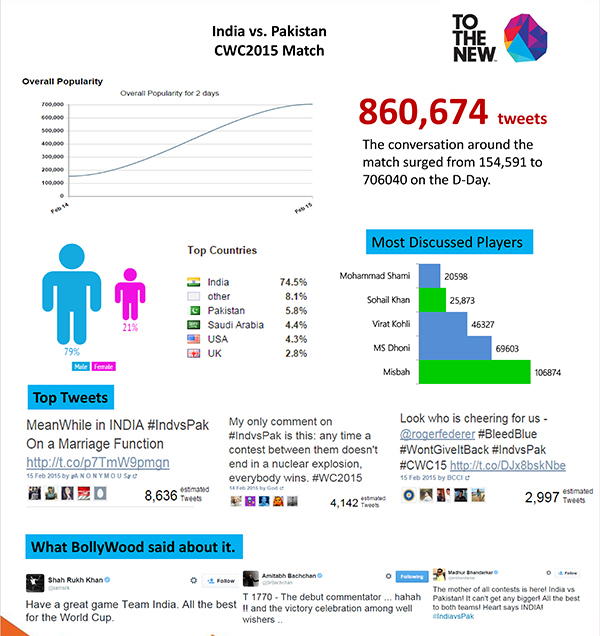 India vs. Pakistan
CWC2015 Match
TO
THE
NEW
Overall Popularity
Overall Popularity for 2 days
700,000
600,000
500,000
400,000
300,000
200,000
100,000
0
Feb 14
Feb 15
860,674 tweets
The conversation around the
match surged from 154,591 to
706040 on the D-Day.
79%
21%
Male
Female
Top Countries
India 74.5%
other 8.1%
Pakistan 5.8%
Saudi Arabia 4.4%
USA 4.3%
UK 2.8%
Most Discussed Players
Mohammad Shami 20598
Sohail Khan 25,873
Virat Kohli 46327
MS Dhoni 69603
Misbah 106874
Top Tweets
MeanWhile in INDIA #IndvsPak
On a Marriage Function
http://t.co/p7TmW9pmgn
15 Feb 2015 by pA N O N Y M O U S
8,636 estimated
Tweets
My only comment on
#IndvsPak is this: any time a
contest between them doesn't
end in a nuclear explosion,
everybody wins. #WC2015
14 Feb 2015 by God
4,142 estimated
Tweets
Look who is cheering for us -
@rogerfederer #BleedBlue
#WontGiveItBack #IndvsPak
#CWC15 http://t.co/DJx8bskNbe
15 Feb 2015 by BCCI
2,997 estimated
Tweets
What BollyWood said about it.
Shah Rukh Khan
@iamsrk
Follow
Have a great game Team India. All the best
for the World Cup.
Amitabh Bachchan
@SrBachchan
Following
T 1770 - The debut commentator ... hahah
!! and the victory celebration among well
wishers ..
Madhur Bhandarkar
Follow
The mother of all contests is here! India vs
Pakistan! It can't get any bigger! All the best
to both teams! Heart says INDIA!
#IndiavsPak